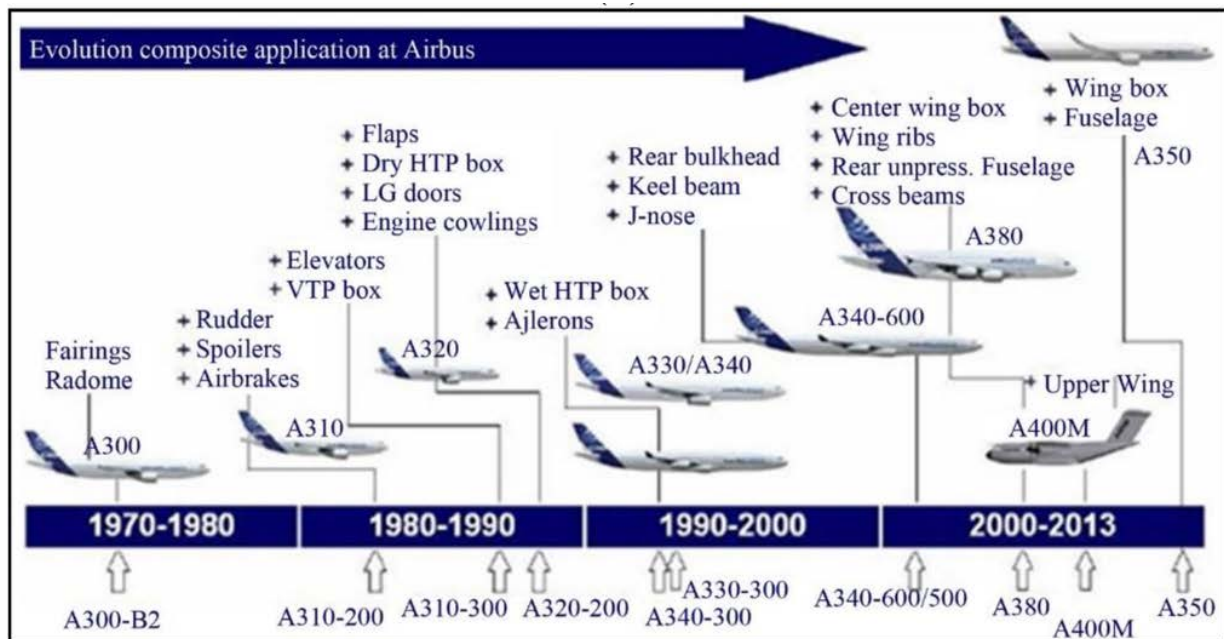 Evolution composite application at Airbus
+ Wing box
+ Fuselage
A350
+ Center wing box
+ Wing ribs
+ Rear unpress. Fuselage
+ Cross beams
A380
+ Flaps
+ Dry HTP box
+ LG doors
+ Engine cowlings
A320
+ Rear bulkhead
+ Keel beam
+ J-nose
A340-600
+ Elevators
+ VTP box
+ Wet HTP box
+ Ajlerons
A330/A340
+ Rudder
+ Spoilers
+ Airbrakes
A310
Fairings
Radome
A300
+ Upper Wing
A400M
1970-1980
1980-1990
1990-2000
2000-2013
A300-B2
A310-200
A310-300
A320-200
A330-300
A340-300
A340-600/500
A380
A400M
A350